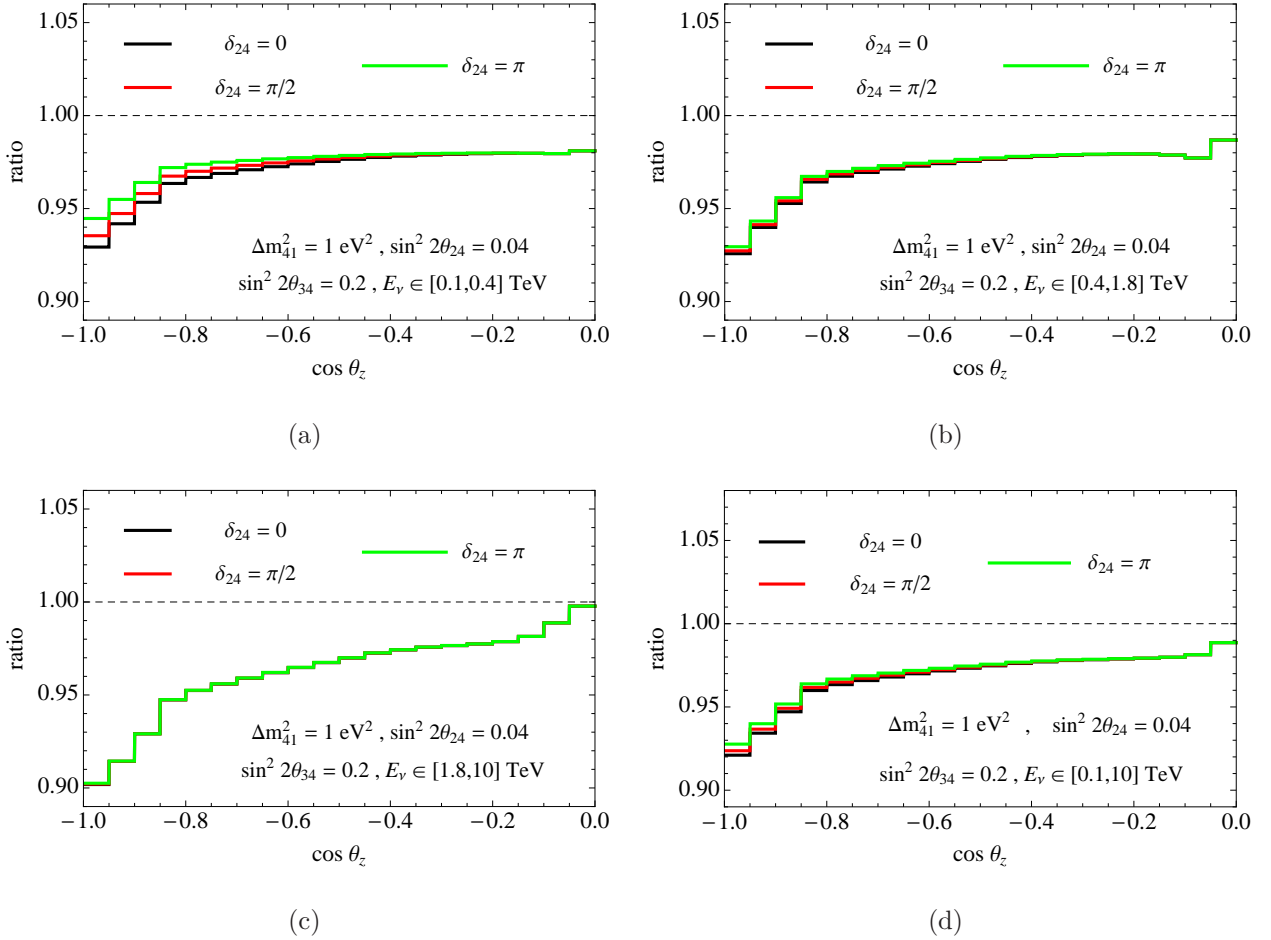 1.05
1.00
0.95
0.90
ratio
δ₂₄ = 0
δ₂₄ = π/2
δ₂₄ = π
Δm²₄₁ = 1 eV² , sin² 2θ₂₄ = 0.04
sin² 2θ₃₄ = 0.2 , E_ν ∈ [0.1,0.4] TeV
−1.0 −0.8 −0.6 −0.4 −0.2 0.0
cos θ_z
(a)
1.05
1.00
0.95
0.90
ratio
δ₂₄ = 0
δ₂₄ = π/2
δ₂₄ = π
Δm²₄₁ = 1 eV² , sin² 2θ₂₄ = 0.04
sin² 2θ₃₄ = 0.2 , E_ν ∈ [0.4,1.8] TeV
−1.0 −0.8 −0.6 −0.4 −0.2 0.0
cos θ_z
(b)
1.05
1.00
0.95
0.90
ratio
δ₂₄ = 0
δ₂₄ = π/2
δ₂₄ = π
Δm²₄₁ = 1 eV² , sin² 2θ₂₄ = 0.04
sin² 2θ₃₄ = 0.2 , E_ν ∈ [1.8,10] TeV
−1.0 −0.8 −0.6 −0.4 −0.2 0.0
cos θ_z
(c)
1.05
1.00
0.95
0.90
ratio
δ₂₄ = 0
δ₂₄ = π/2
δ₂₄ = π
Δm²₄₁ = 1 eV² , sin² 2θ₂₄ = 0.04
sin² 2θ₃₄ = 0.2 , E_ν ∈ [0.1,10] TeV
−1.0 −0.8 −0.6 −0.4 −0.2 0.0
cos θ_z
(d)